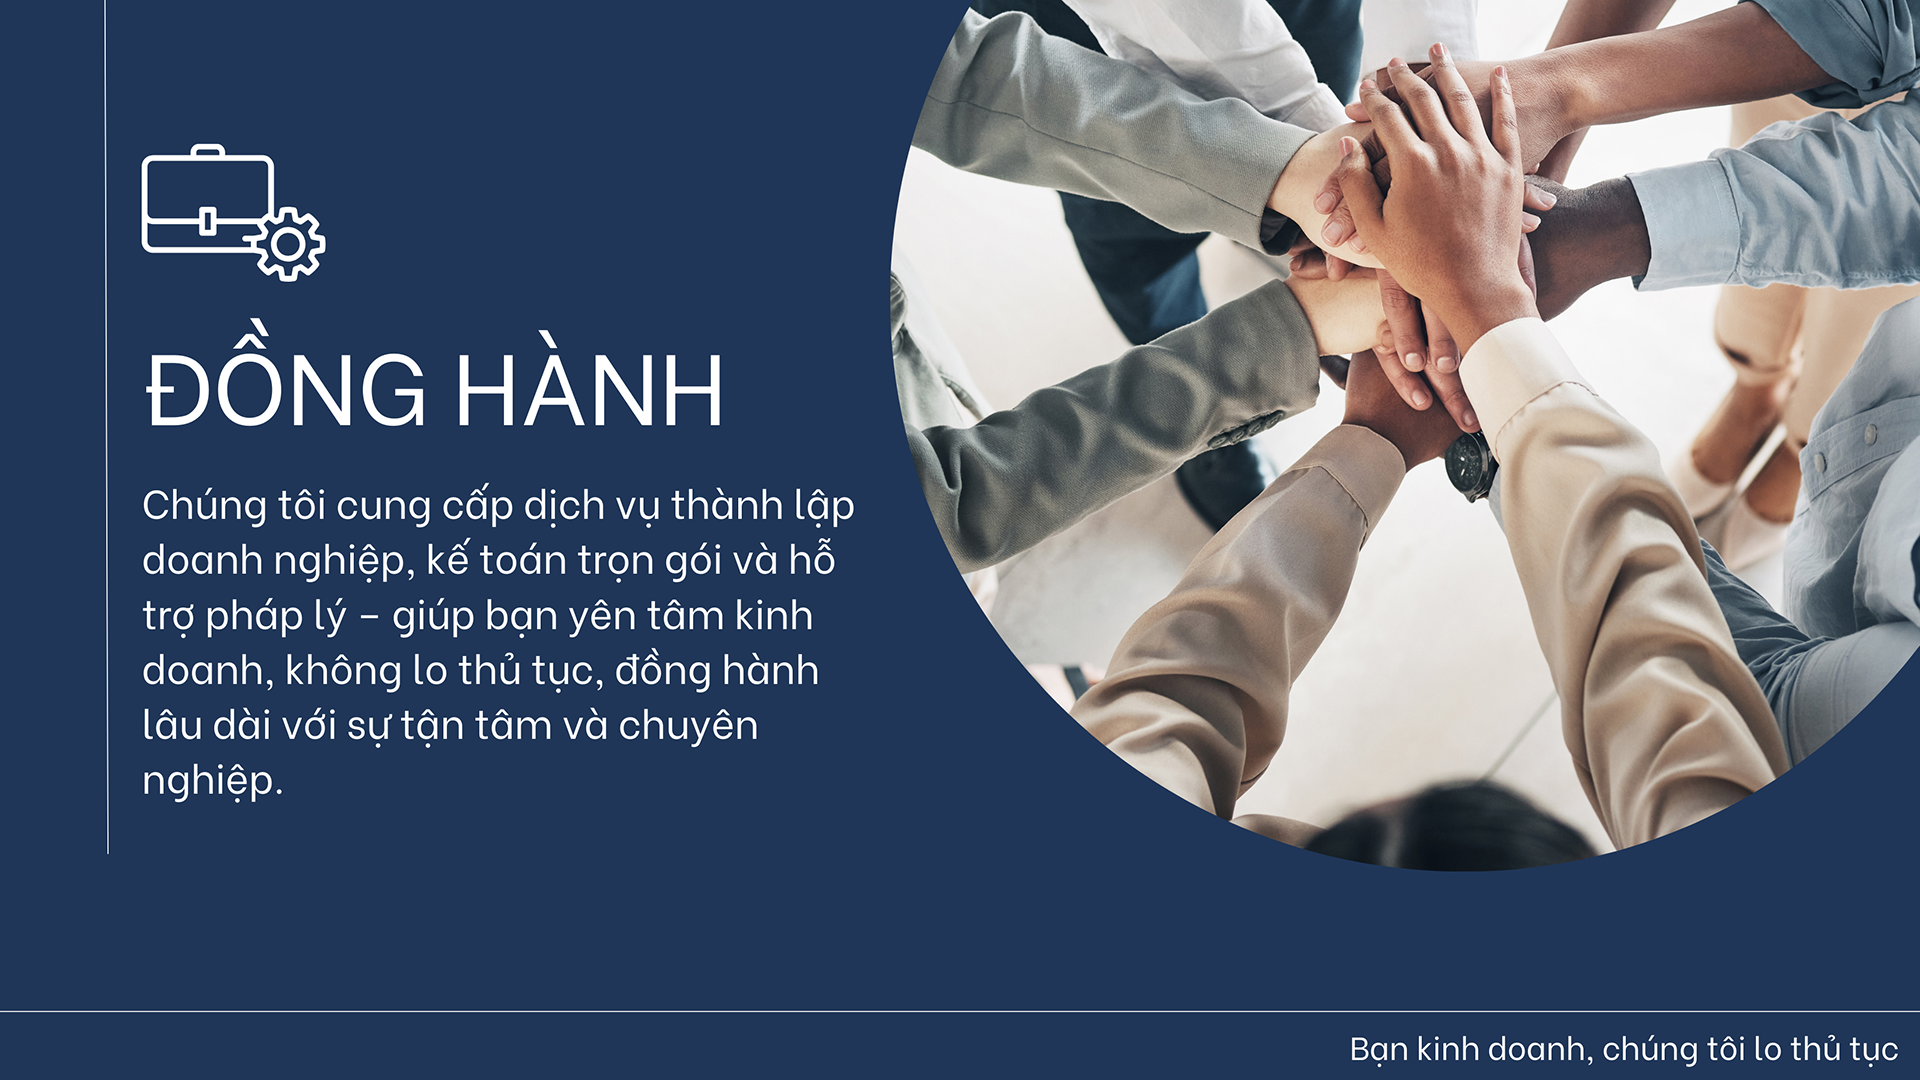 ĐỒNG HÀNH
Chúng tôi cung cấp dịch vụ thành lập
doanh nghiệp, kế toán trọn gói và hỗ
trợ pháp lý – giúp bạn yên tâm kinh
doanh, không lo thủ tục, đồng hành
lâu dài với sự tận tâm và chuyên
nghiệp.
Bạn kinh doanh, chúng tôi lo thủ tục